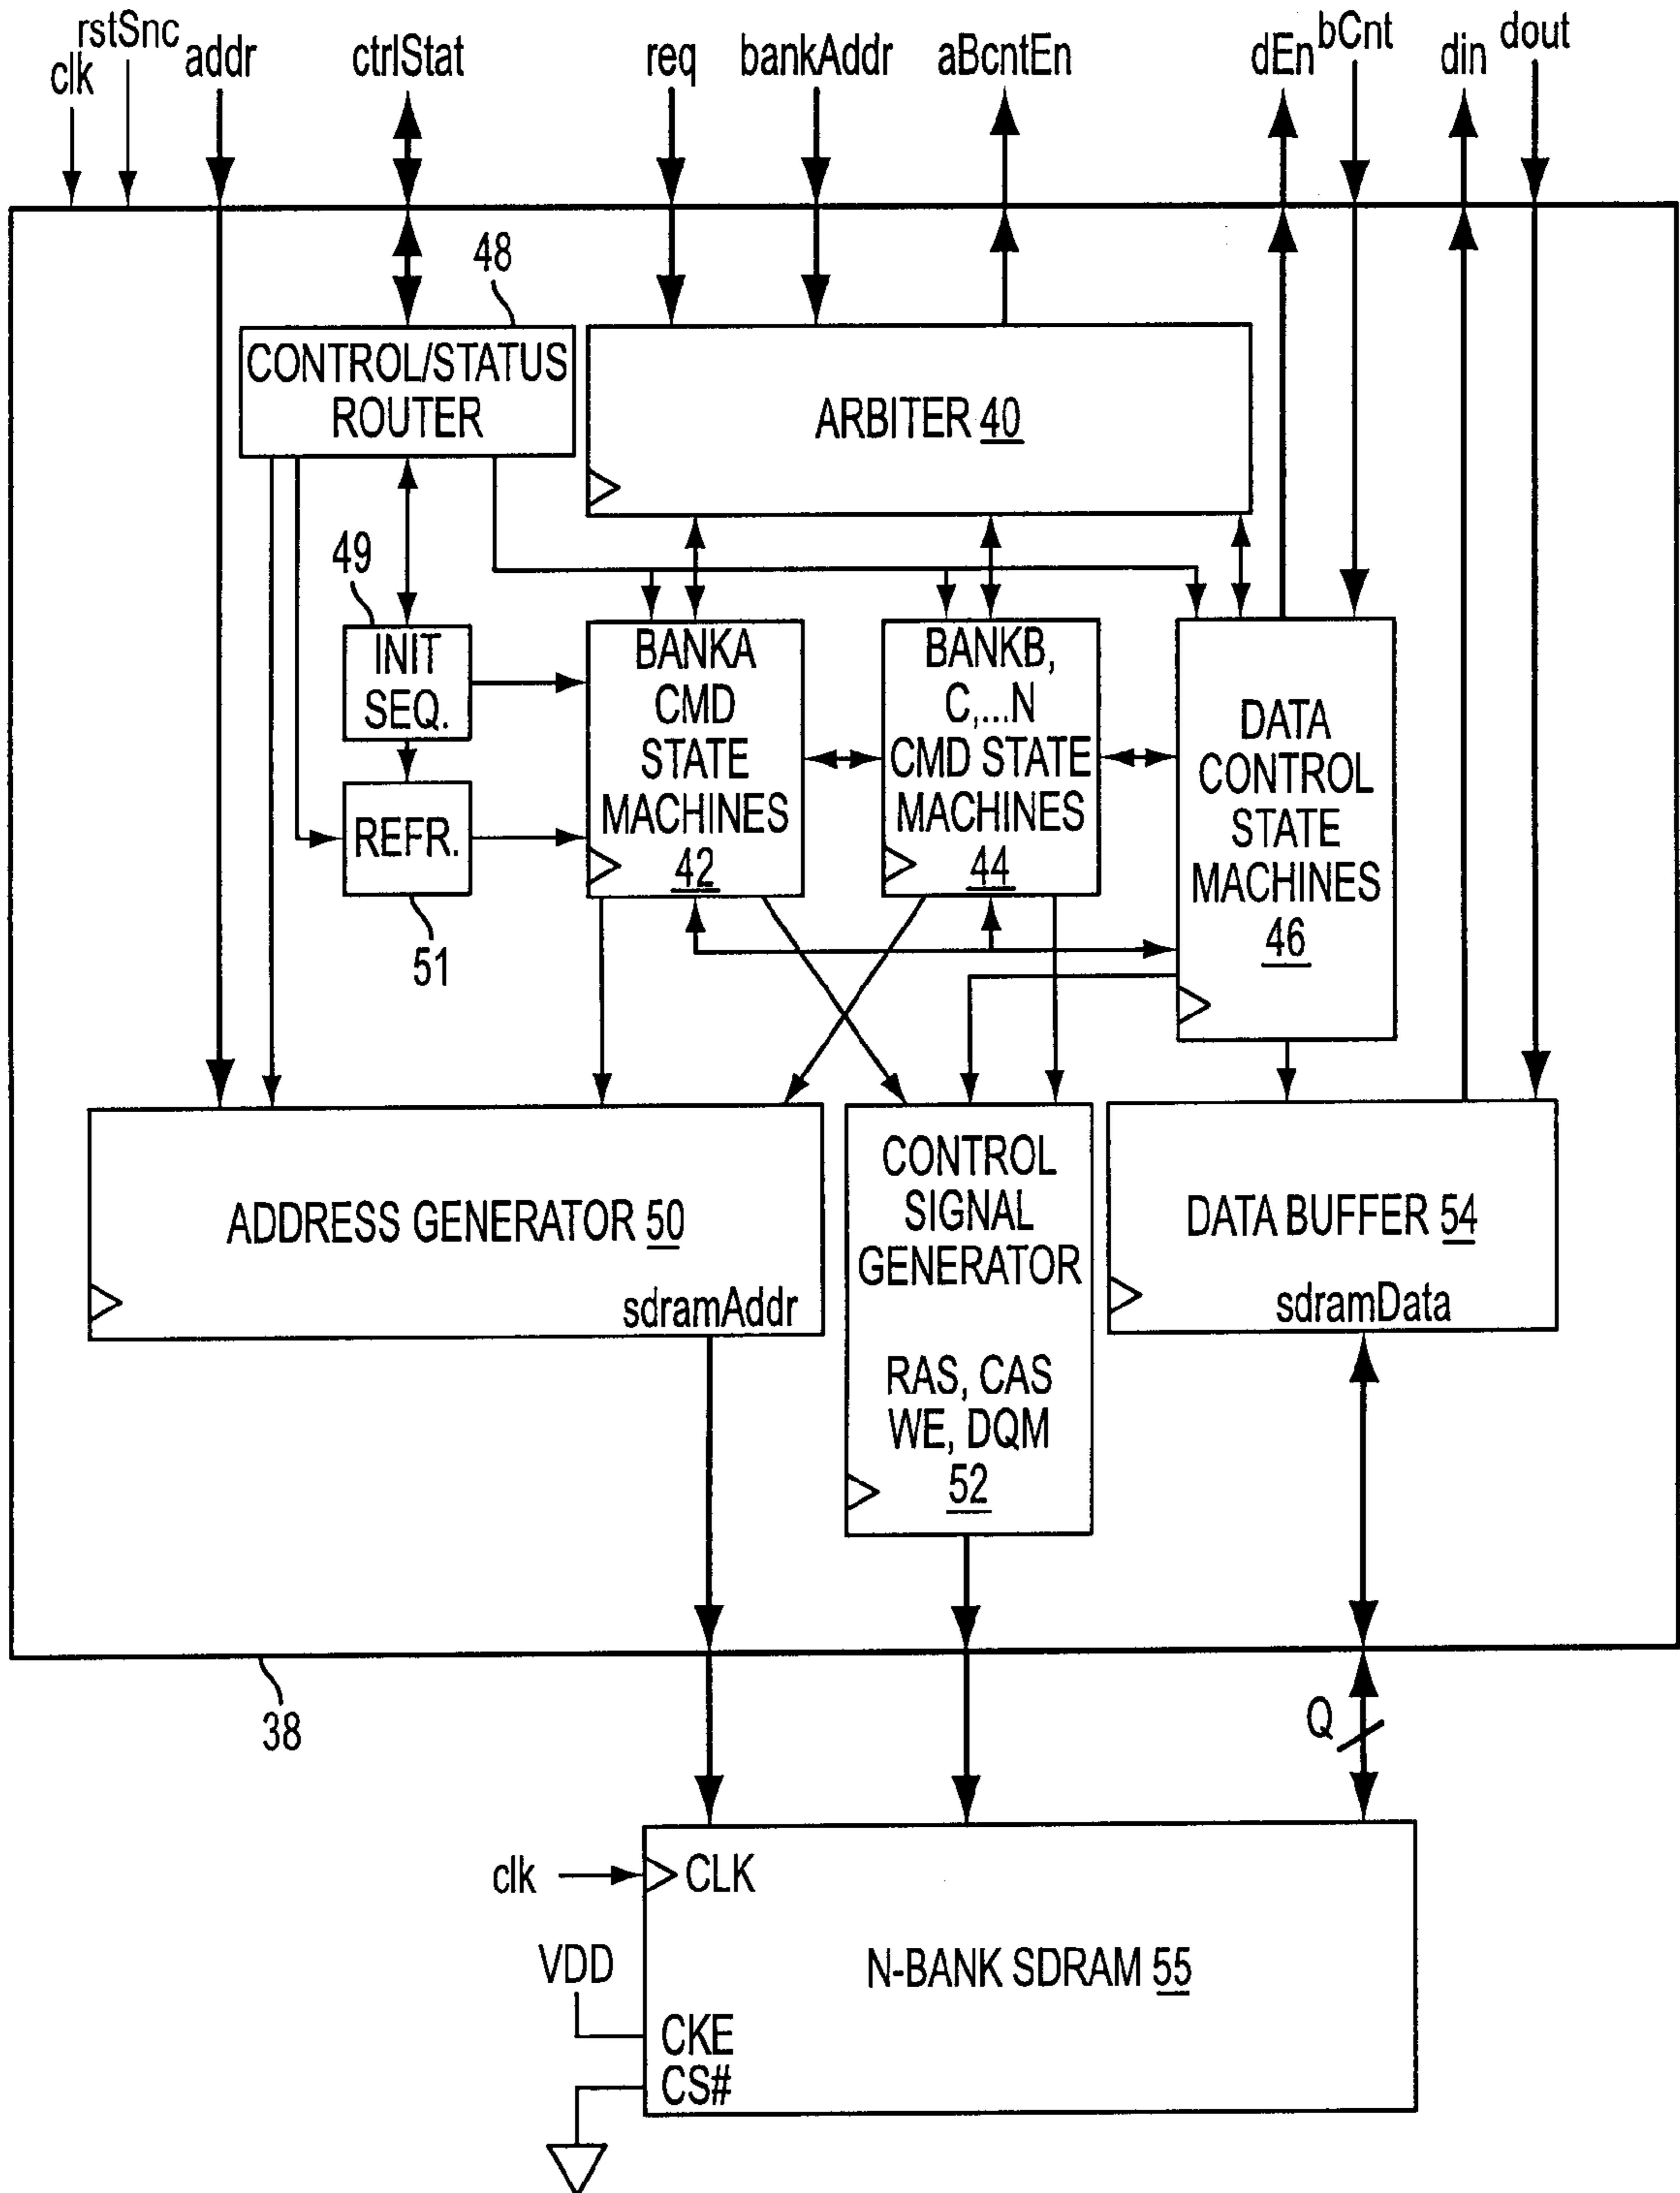 clk
rstSnc
addr
ctrlStat
req
bankAddr
aBcntEn
dEn
bCnt
din
dout
48
CONTROL/STATUS
ROUTER
ARBITER 40
49
INIT
SEQ.
REFR.
51
BANKA
CMD
STATE
MACHINES
42
BANKB,
C,...N
CMD STATE
MACHINES
44
DATA
CONTROL
STATE
MACHINES
46
ADDRESS GENERATOR 50
sdramAddr
CONTROL
SIGNAL
GENERATOR
RAS, CAS
WE, DQM
52
DATA BUFFER 54
sdramData
38
Q
clk
CLK
VDD
N-BANK SDRAM 55
CKE
CS#